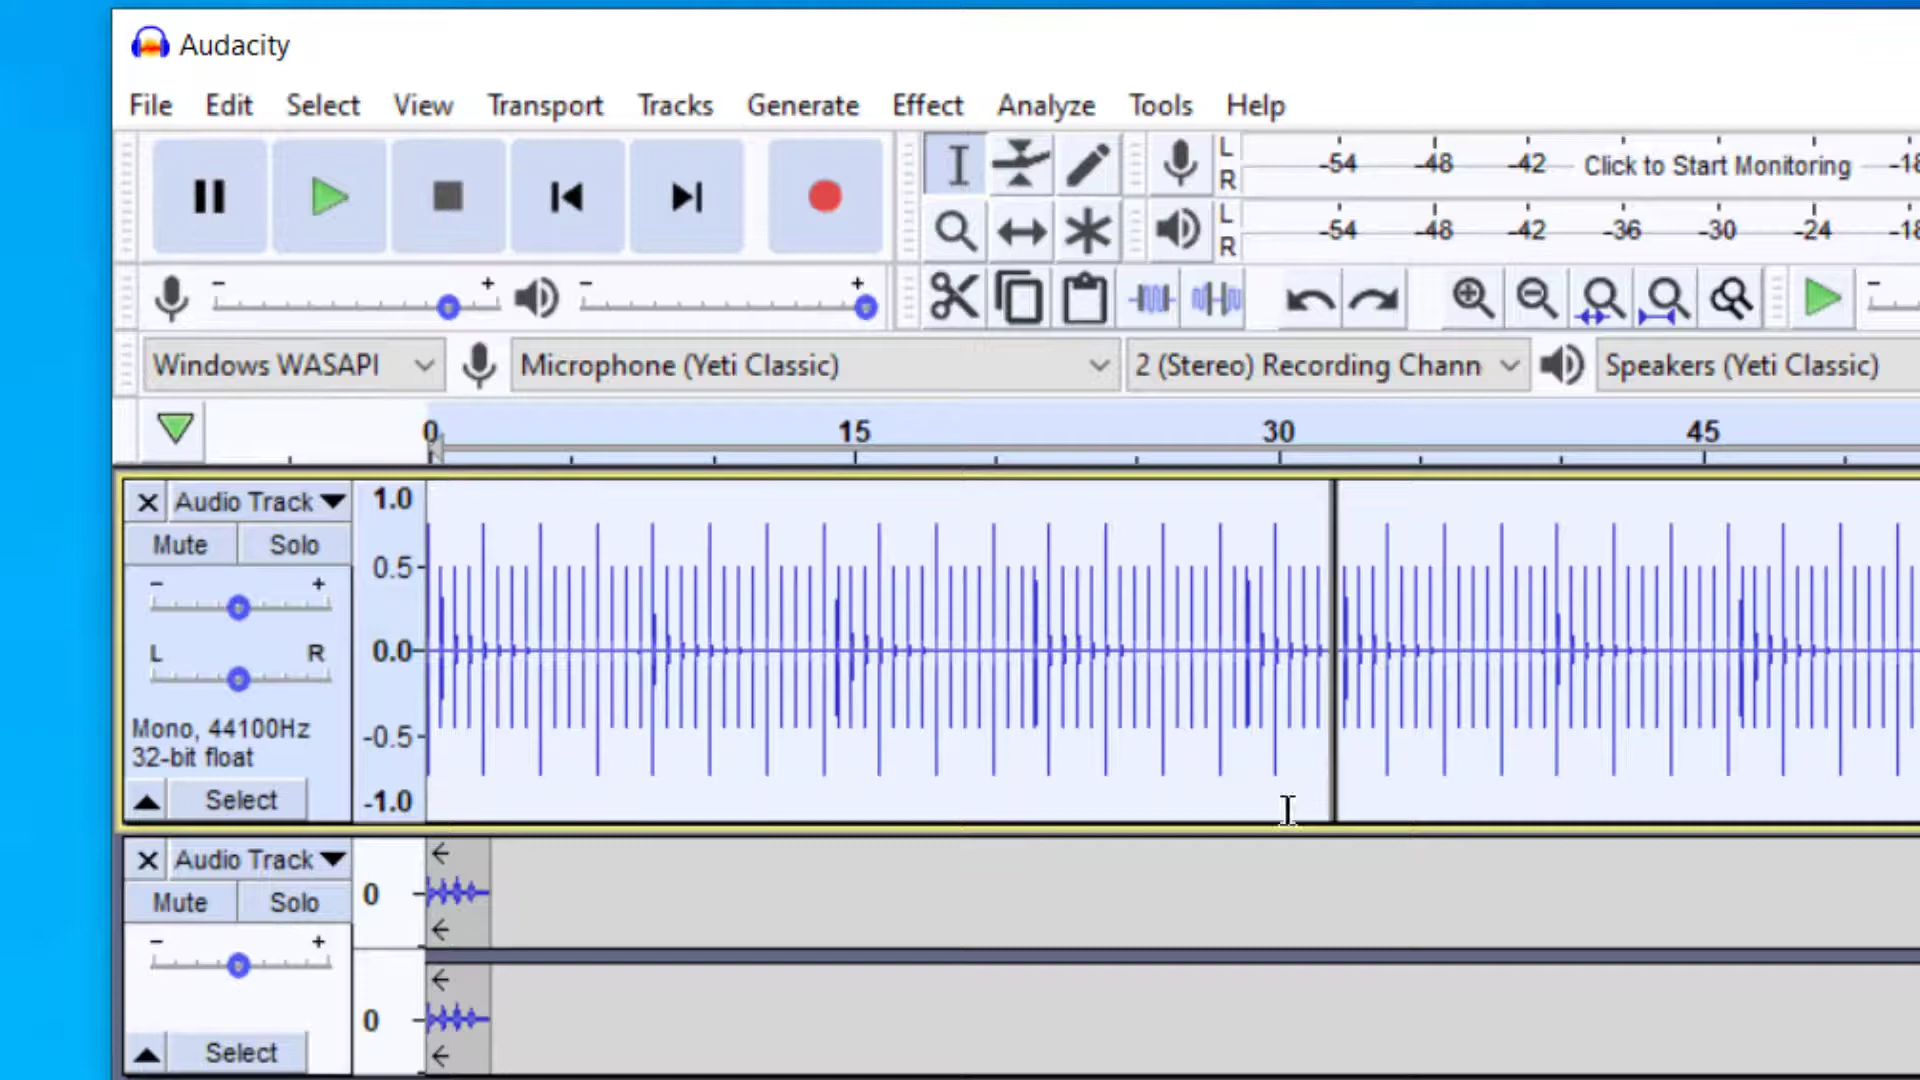 Audacity
File Edit Select View Transport Tracks Generate Effect Analyze Tools Help
L
R
-54 -48 -42 Click to Start Monitoring -18
L
R
-54 -48 -42 -36 -30 -24 -18
- + - +
-
Windows WASAPI Microphone (Yeti Classic) 2 (Stereo) Recording Chann Speakers (Yeti Classic)
0 15 30 45
Audio Track 1.0
Mute Solo
0.5
- +
L R
0.0
Mono, 44100Hz
-0.5
32-bit float
Select -1.0
Audio Track
Mute Solo 0
- +
0
Select